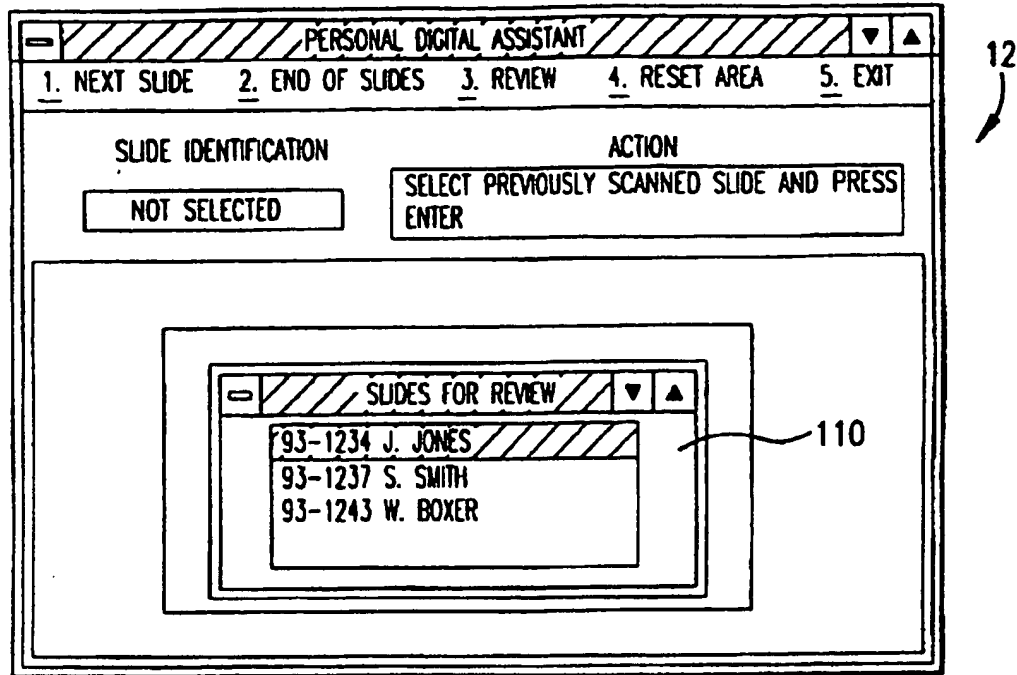 PERSONAL DIGITAL ASSISTANT
1. NEXT SLIDE 2. END OF SLIDES 3. REVIEW 4. RESET AREA 5. EXIT
12
SLIDE IDENTIFICATION
NOT SELECTED
ACTION
SELECT PREVIOUSLY SCANNED SLIDE AND PRESS
ENTER
SLIDES FOR REVIEW
93-1234 J. JONES
93-1237 S. SMITH
93-1243 W. BOXER
110